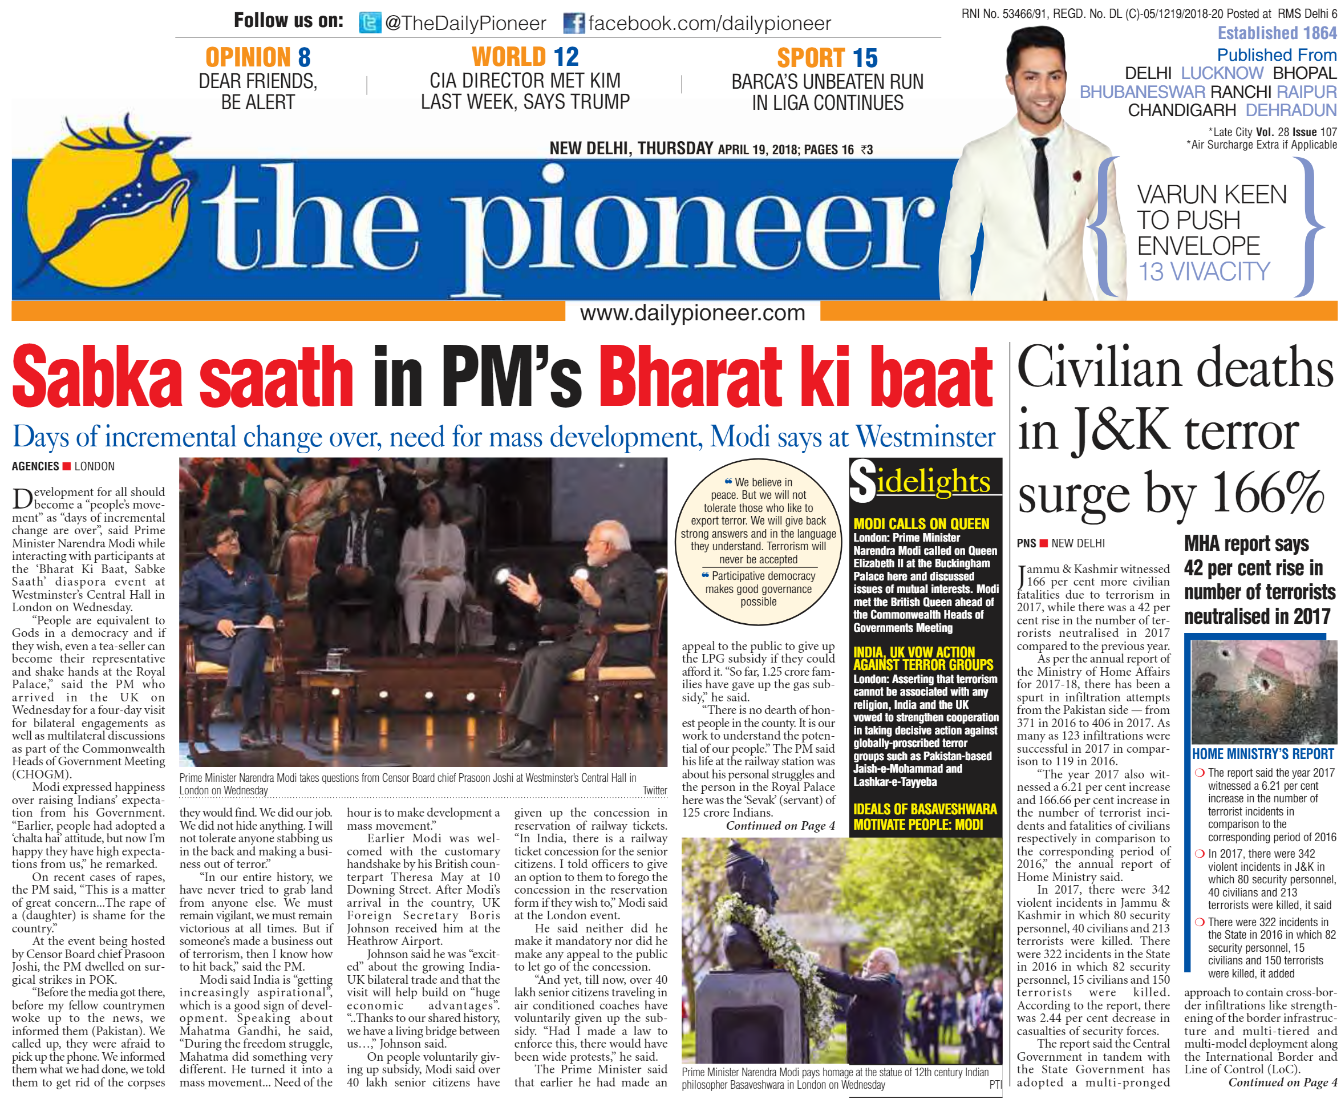 Follow us on: @TheDailyPioneer facebook.com/dailypioneer
RNI No. 53466/91, REGD. No. DL (C)-05/1219/2018-20 Posted at RMS Delhi 6
Established 1864
Published From
DELHI LUCKNOW BHOPAL
BHUBANESWAR RANCHI RAIPUR
CHANDIGARH DEHRADUN
*Late City Vol. 28 Issue 107
*Air Surcharge Extra if Applicable
OPINION 8
DEAR FRIENDS,
BE ALERT
WORLD 12
CIA DIRECTOR MET KIM
LAST WEEK, SAYS TRUMP
SPORT 15
BARCA'S UNBEATEN RUN
IN LIGA CONTINUES
NEW DELHI, THURSDAY APRIL 19, 2018; PAGES 16 ₹3
the pioneer
VARUN KEEN
TO PUSH
ENVELOPE
13 VIVACITY
www.dailypioneer.com
Sabka saath in PM's Bharat ki baat
Days of incremental change over, need for mass development, Modi says at Westminster
AGENCIES ■ LONDON
Development for all should
become a "people's move-
ment" as "days of incremental
change are over", said Prime
Minister Narendra Modi while
interacting with participants at
the 'Bharat Ki Baat, Sabke
Saath' diaspora event at
Westminster's Central Hall in
London on Wednesday.
"People are equivalent to
Gods in a democracy and if
they wish, even a tea-seller can
become their representative
and shake hands at the Royal
Palace," said the PM who
arrived in the UK on
Wednesday for a four-day visit
for bilateral engagements as
well as multilateral discussions
as part of the Commonwealth
Heads of Government Meeting
(CHOGM).
Modi expressed happiness
over raising Indians' expecta-
tion from his Government.
"Earlier, people had adopted a
'chalta hai' attitude, but now I'm
happy they have high expecta-
tions from us," he remarked.
On recent cases of rapes,
the PM said, "This is a matter
of great concern...The rape of
a (daughter) is shame for the
country."
At the event being hosted
by Censor Board chief Prasoon
Joshi, the PM dwelled on sur-
gical strikes in POK.
"Before the media got there,
before my fellow countrymen
woke up to the news, we
informed them (Pakistan). We
called up, they were afraid to
pick up the phone. We informed
them what we had done, we told
them to get rid of the corpses
Prime Minister Narendra Modi takes questions from Censor Board chief Prasoon Joshi at Westminster's Central Hall in
London on Wednesday Twitter
they would find. We did our job.
We did not hide anything. I will
not tolerate anyone stabbing us
in the back and making a busi-
ness out of terror."
"In our entire history, we
have never tried to grab land
from anyone else. We must
remain vigilant, we must remain
victorious at all times. But if
someone's made a business out
of terrorism, then I know how
to hit back," said the PM.
Modi said India is "getting
increasingly aspirational",
which is a good sign of devel-
opment. Speaking about
Mahatma Gandhi, he said,
"During the freedom struggle,
Mahatma did something very
different. He turned it into a
mass movement... Need of the
hour is to make development a
mass movement."
Earlier Modi was wel-
comed with the customary
handshake by his British coun-
terpart Theresa May at 10
Downing Street. After Modi's
arrival in the country, UK
Foreign Secretary Boris
Johnson received him at the
Heathrow Airport.
Johnson said he was "excit-
ed" about the growing India-
UK bilateral trade and that the
visit will help build on "huge
economic advantages".
"..Thanks to our shared history,
we have a living bridge between
us...," Johnson said.
On people voluntarily giv-
ing up subsidy, Modi said over
40 lakh senior citizens have
given up the concession in
reservation of railway tickets.
"In India, there is a railway
ticket concession for the senior
citizens. I told officers to give
an option to them to forego the
concession in the reservation
form if they wish to," Modi said
at the London event.
He said neither did he
make it mandatory nor did he
make any appeal to the public
to let go of the concession.
"And yet, till now, over 40
lakh senior citizens traveling in
air conditioned coaches have
voluntarily given up the sub-
sidy. "Had I made a law to
enforce this, there would have
been wide protests," he said.
The Prime Minister said
that earlier he had made an
“ We believe in
peace. But we will not
tolerate those who like to
export terror. We will give back
strong answers and in the language
they understand. Terrorism will
never be accepted
“ Participative democracy
makes good governance
possible
appeal to the public to give up
the LPG subsidy if they could
afford it. "So far, 1.25 crore fam-
ilies have gave up the gas sub-
sidy," he said.
"There is no dearth of hon-
est people in the county. It is our
work to understand the poten-
tial of our people." The PM said
his life at the railway station was
about his personal struggles and
the person in the Royal Palace
here was the 'Sevak' (servant) of
125 crore Indians.
Continued on Page 4
Sidelights
MODI CALLS ON QUEEN
London: Prime Minister
Narendra Modi called on Queen
Elizabeth II at the Buckingham
Palace here and discussed
issues of mutual interests. Modi
met the British Queen ahead of
the Commonwealth Heads of
Governments Meeting
INDIA, UK VOW ACTION
AGAINST TERROR GROUPS
London: Asserting that terrorism
cannot be associated with any
religion, India and the UK
vowed to strengthen cooperation
in taking decisive action against
globally-proscribed terror
groups such as Pakistan-based
Jaish-e-Mohammad and
Lashkar-e-Tayyeba
IDEALS OF BASAVESHWARA
MOTIVATE PEOPLE: MODI
Prime Minister Narendra Modi pays homage at the statue of 12th century Indian
philosopher Basaveshwara in London on Wednesday PTI
Civilian deaths
in J&K terror
surge by 166%
PNS ■ NEW DELHI
Jammu & Kashmir witnessed
166 per cent more civilian
fatalities due to terrorism in
2017, while there was a 42 per
cent rise in the number of ter-
rorists neutralised in 2017
compared to the previous year.
As per the annual report of
the Ministry of Home Affairs
for 2017-18, there has been a
spurt in infiltration attempts
from the Pakistan side — from
371 in 2016 to 406 in 2017. As
many as 123 infiltrations were
successful in 2017 in compar-
ison to 119 in 2016.
"The year 2017 also wit-
nessed a 6.21 per cent increase
and 166.66 per cent increase in
the number of terrorist inci-
dents and fatalities of civilians
respectively in comparison to
the corresponding period of
2016," the annual report of
Home Ministry said.
In 2017, there were 342
violent incidents in Jammu &
Kashmir in which 80 security
personnel, 40 civilians and 213
terrorists were killed. There
were 322 incidents in the State
in 2016 in which 82 security
personnel, 15 civilians and 150
terrorists were killed.
According to the report, there
was 2.44 per cent decrease in
casualties of security forces.
The report said the Central
Government in tandem with
the State Government has
adopted a multi-pronged
MHA report says
42 per cent rise in
number of terrorists
neutralised in 2017
HOME MINISTRY'S REPORT
❍ The report said the year 2017
witnessed a 6.21 per cent
increase in the number of
terrorist incidents in
comparison to the
corresponding period of 2016
❍ In 2017, there were 342
violent incidents in J&K in
which 80 security personnel,
40 civilians and 213
terrorists were killed, it said
❍ There were 322 incidents in
the State in 2016 in which 82
security personnel, 15
civilians and 150 terrorists
were killed, it added
approach to contain cross-bor-
der infiltrations like strength-
ening of the border infrastruc-
ture and multi-tiered and
multi-model deployment along
the International Border and
Line of Control (LoC).
Continued on Page 4